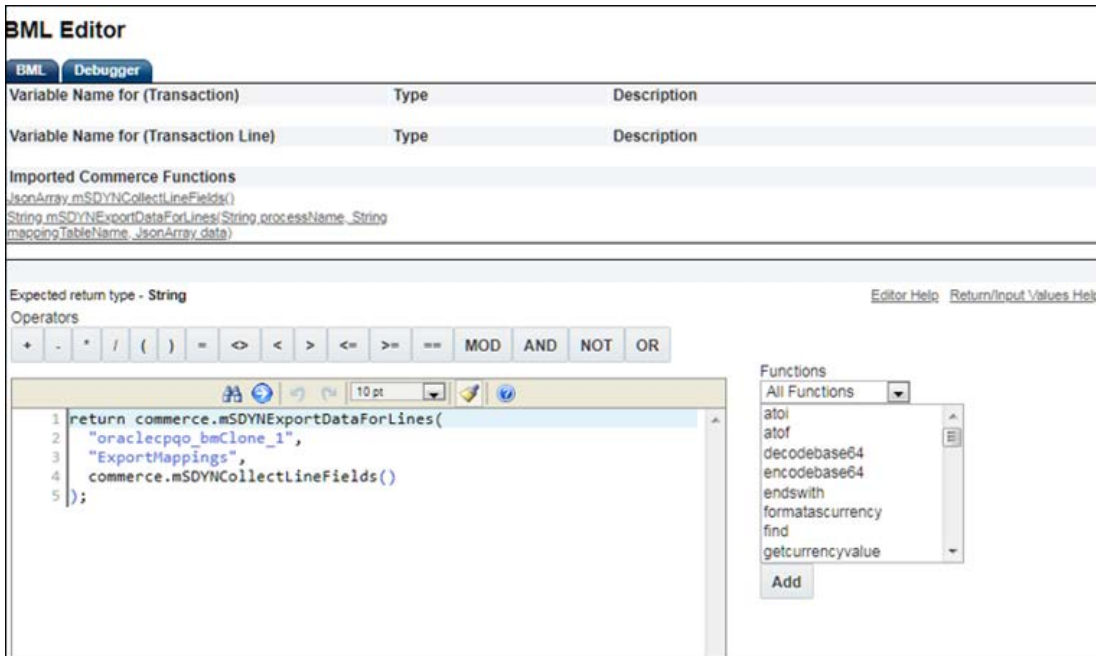 BML Editor
BML Debugger
Variable Name for (Transaction) Type Description
Variable Name for (Transaction Line) Type Description
Imported Commerce Functions
JsonArray mSDYNCollectLineFields()
String mSDYNExportDataForLines(String processName, String
mappingTableName, JsonArray data)
Expected return type - String Editor Help Return/Input Values Help
Operators
+ - * / ( ) = <> < > <= >= == MOD AND NOT OR
Functions
All Functions
10 pt
1 return commerce.mSDYNExportDataForLines(
2 "oraclecpqo_bmClone_1",
3 "ExportMappings",
4 commerce.mSDYNCollectLineFields()
5 );
atoi
atof
decodebase64
encodebase64
endswith
formatascurrency
find
getcurrencyvalue
Add